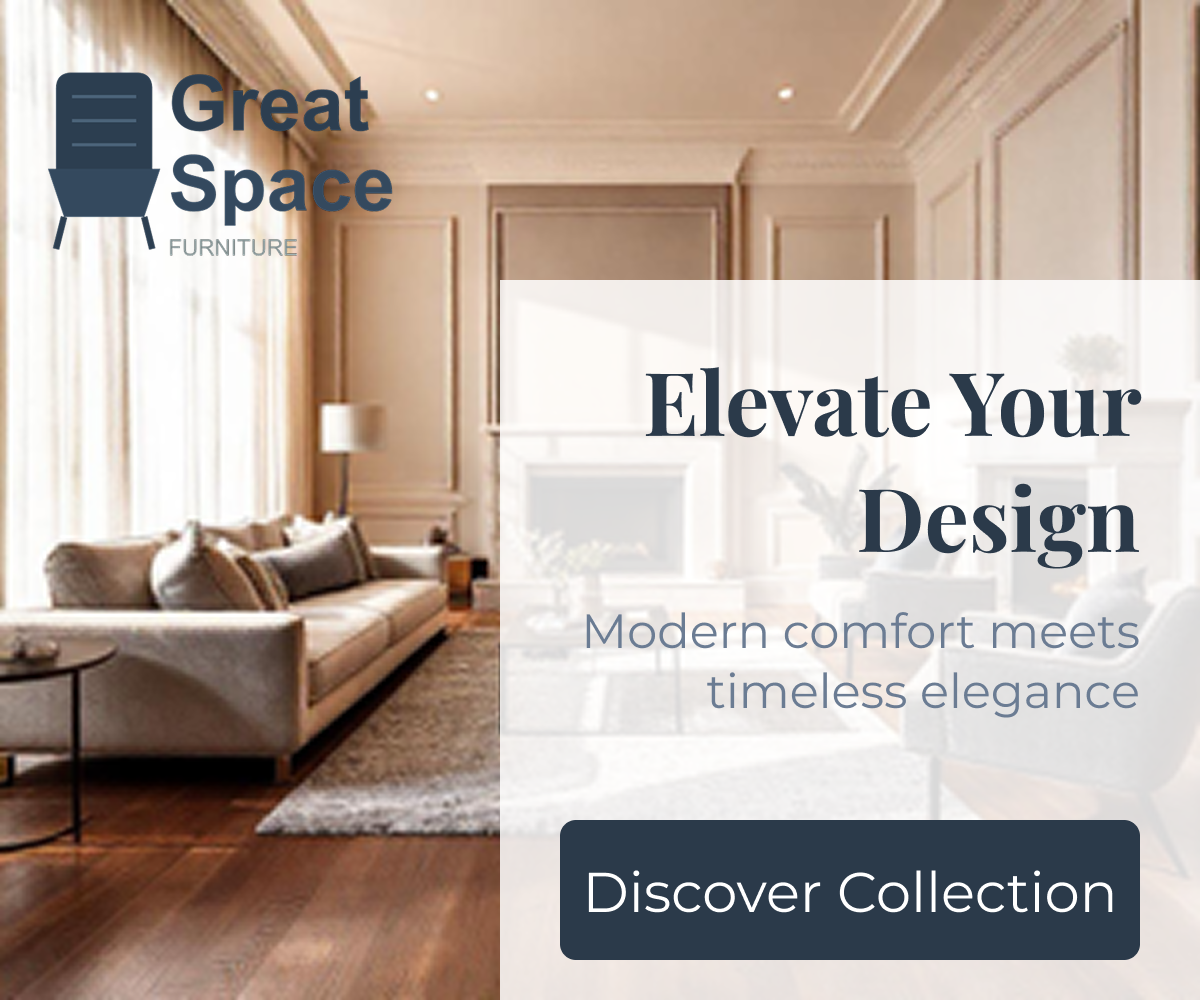 Great
Space
FURNITURE
Elevate Your
Design
Modern comfort meets
timeless elegance
Discover Collection